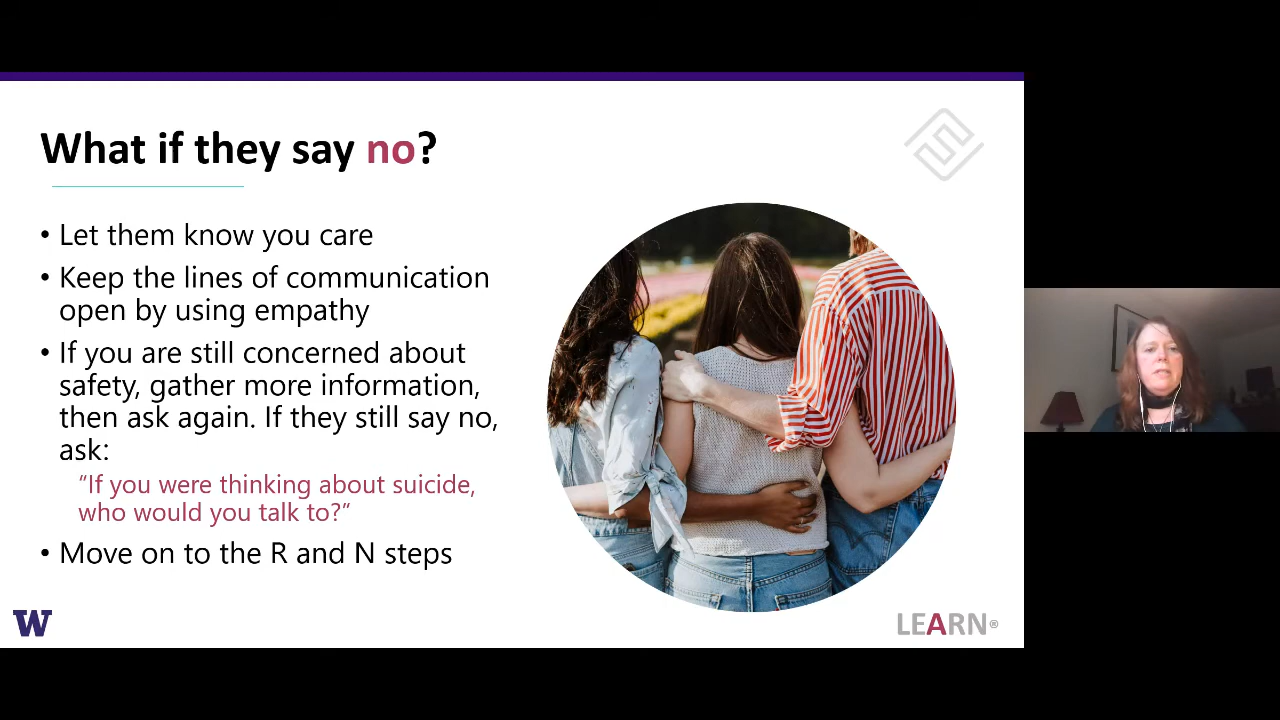 What if they say no?
• Let them know you care
• Keep the lines of communication
open by using empathy
• If you are still concerned about
safety, gather more information,
then ask again. If they still say no,
ask:
“If you were thinking about suicide,
who would you talk to?”
• Move on to the R and N steps
W
LEARN®